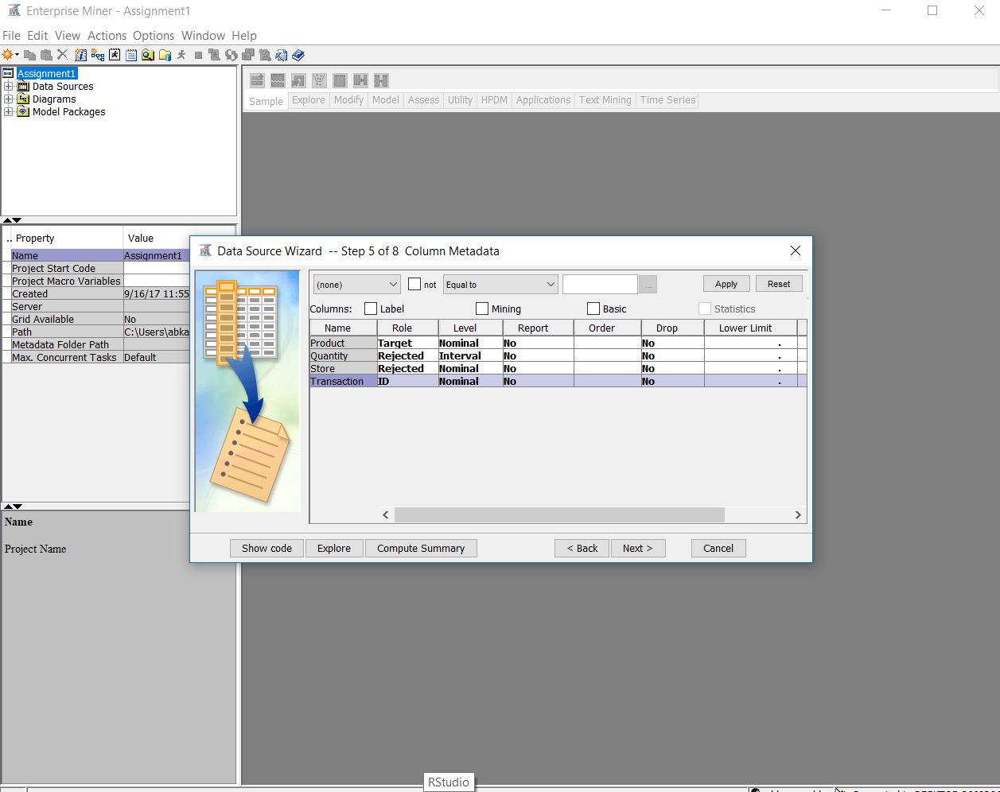 Enterprise Miner - Assignment1
File Edit View Actions Options Window Help
Assignment1
Data Sources
Diagrams
Model Packages
Sample Explore Modify Model Assess Utility HPDM Applications Text Mining Time Series
.. Property Value
Name Assignment1
Project Start Code
Project Macro Variables
Created 9/16/17 11:55
Server
Grid Available No
Path C:\Users\abka
Metadata Folder Path
Max. Concurrent Tasks Default
Name
Project Name
Data Source Wizard -- Step 5 of 8 Column Metadata
(none) not Equal to ... Apply Reset
Columns: Label Mining Basic Statistics
Name Role Level Report Order Drop Lower Limit
Product Target Nominal No No .
Quantity Rejected Interval No No .
Store Rejected Nominal No No .
Transaction ID Nominal No No .
Show code Explore Compute Summary < Back Next > Cancel
RStudio